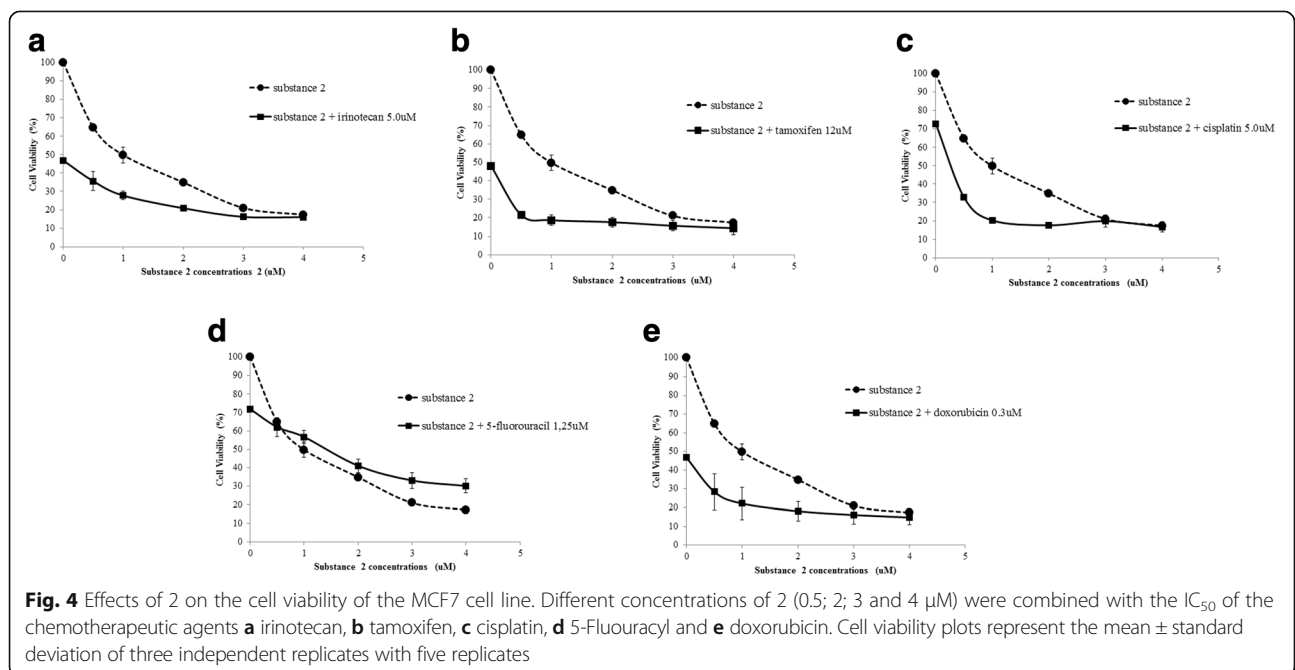 a
100
90
80
70
60
50
40
30
20
10
0
Cell Viability (%)
substance 2
substance 2 + irinotecan 5.0uM
0 1 2 3 4 5
Substance 2 concentrations 2 (uM)
b
100
90
80
70
60
50
40
30
20
10
0
Cell Viability (%)
substance 2
substance 2 + tamoxifen 12uM
0 1 2 3 4 5
Substance 2 concentrations (uM)
c
100
90
80
70
60
50
40
30
20
10
0
Cell Viability (%)
substance 2
substance 2 + cisplatin 5.0uM
0 1 2 3 4 5
Substance 2 concentrations (uM)
d
100
90
80
70
60
50
40
30
20
10
0
Cell Viability (%)
substance 2
substance 2 + 5-fluorouracil 1,25uM
0 1 2 3 4 5
Substance 2 concentrations (uM)
e
100
90
80
70
60
50
40
30
20
10
0
Cell Viability (%)
substance 2
substance 2 + doxorubicin 0.3uM
0 1 2 3 4 5
Substance 2 concentrations (uM)
Fig. 4 Effects of 2 on the cell viability of the MCF7 cell line. Different concentrations of 2 (0.5; 2; 3 and 4 μM) were combined with the IC50 of the
chemotherapeutic agents a irinotecan, b tamoxifen, c cisplatin, d 5-Fluouracyl and e doxorubicin. Cell viability plots represent the mean ± standard
deviation of three independent replicates with five replicates